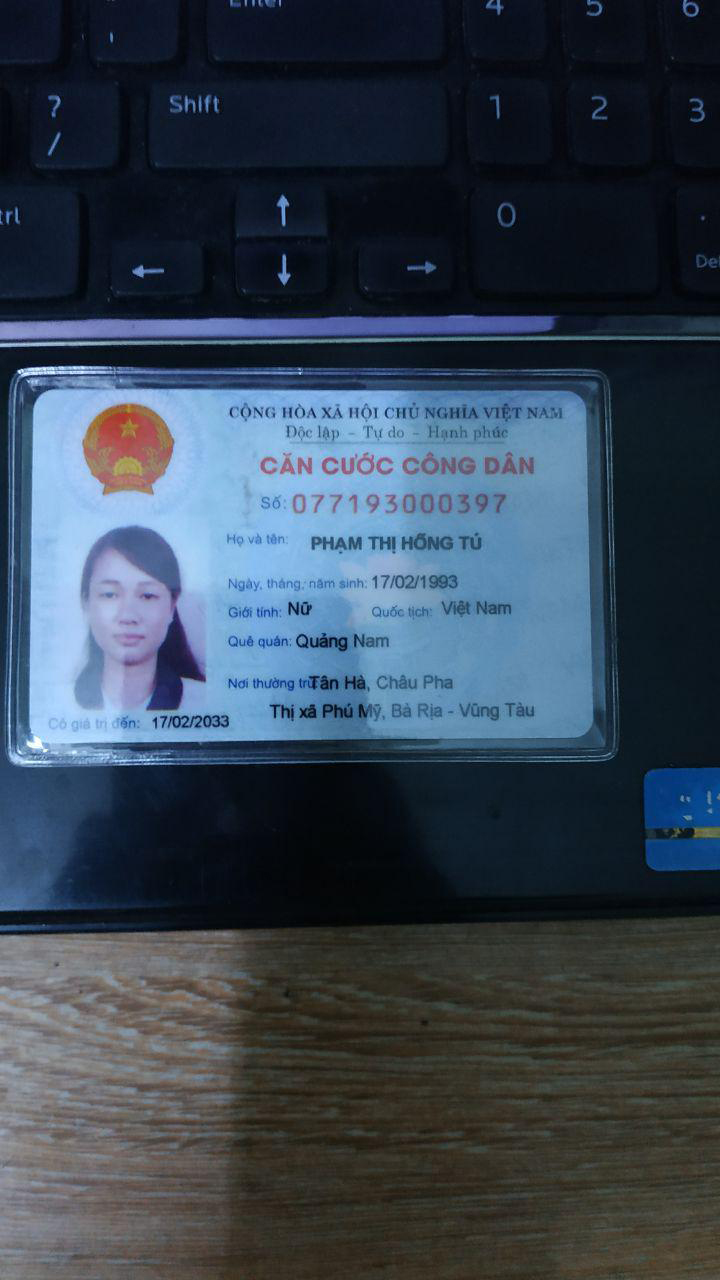 Enter
4
5
6
?
/
Shift
1
2
3
↑
0
.
←
↓
→
CỘNG HÒA XÃ HỘI CHỦ NGHĨA VIỆT NAM
Độc lập – Tự do – Hạnh phúc
CĂN CƯỚC CÔNG DÂN
Số: 077193000397
Họ và tên: PHẠM THỊ HỒNG TÚ
Ngày, tháng, năm sinh: 17/02/1993
Giới tính: Nữ Quốc tịch: Việt Nam
Quê quán: Quảng Nam
Nơi thường trú: Tân Hà, Châu Pha
Thị xã Phú Mỹ, Bà Rịa - Vũng Tàu
Có giá trị đến: 17/02/2033